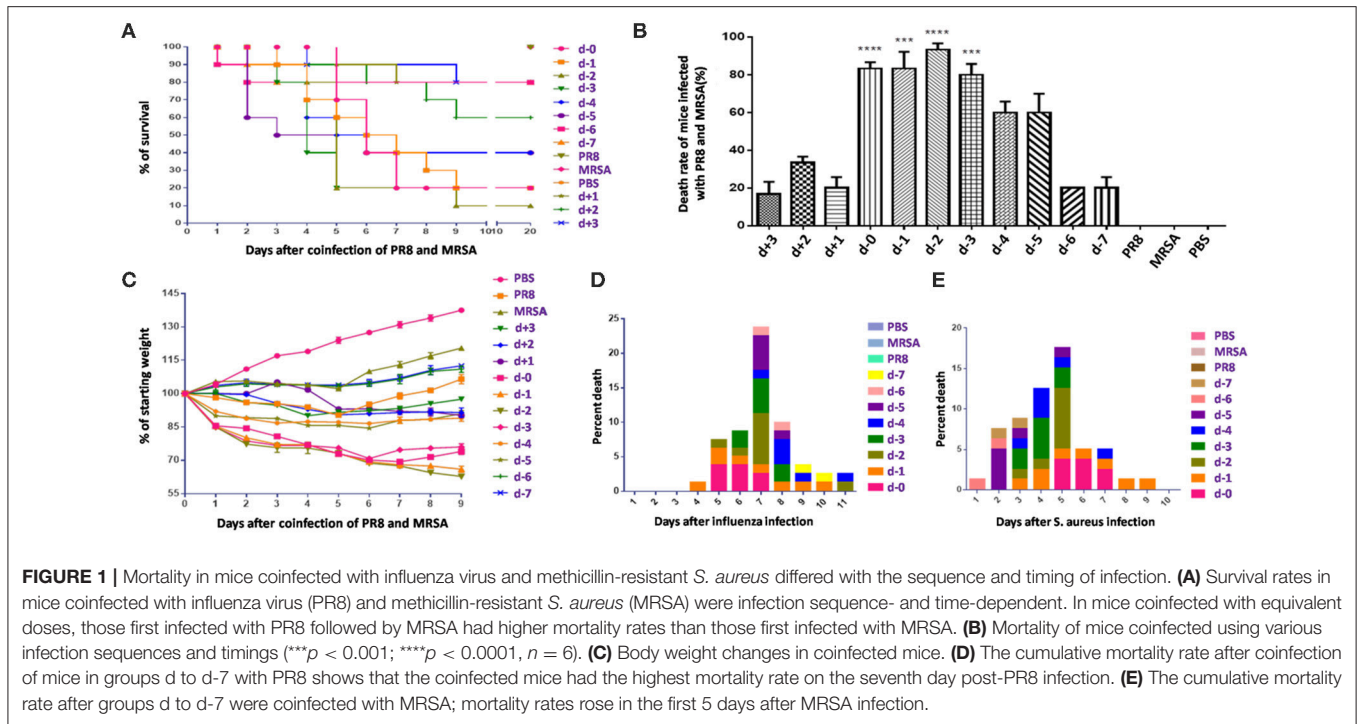 A
% of survival
100
90
80
70
60
50
40
30
20
10
0
0 1 2 3 4 5 6 7 8 9 10 10 20
Days after coinfection of PR8 and MRSA
d-0
d-1
d-2
d-3
d-4
d-5
d-6
d-7
PR8
MRSA
PBS
d+1
d+2
d+3
B
Death rate of mice infected
with PR8 and MRSA(%)
100
80
60
40
20
0
**** *** **** ***
d+3 d+2 d+1 d-0 d-1 d-2 d-3 d-4 d-5 d-6 d-7 PR8 MRSA PBS
C
% of starting weight
145
130
115
100
85
70
55
0 1 2 3 4 5 6 7 8 9
Days after coinfection of PR8 and MRSA
PBS
PR8
MRSA
d+3
d+2
d+1
d-0
d-1
d-2
d-3
d-4
d-5
d-6
d-7
D
Percent death
25
20
15
10
5
0
1 2 3 4 5 6 7 8 9 10 11
Days after influenza infection
PBS
MRSA
PR8
d-7
d-6
d-5
d-4
d-3
d-2
d-1
d-0
E
Percent death
20
15
10
5
0
1 2 3 4 5 6 7 8 9 10
Days after S. aureus infection
PBS
MRSA
PR8
d-7
d-6
d-5
d-4
d-3
d-2
d-1
d-0
FIGURE 1 | Mortality in mice coinfected with influenza virus and methicillin-resistant S. aureus differed with the sequence and timing of infection. (A) Survival rates in
mice coinfected with influenza virus (PR8) and methicillin-resistant S. aureus (MRSA) were infection sequence- and time-dependent. In mice coinfected with equivalent
doses, those first infected with PR8 followed by MRSA had higher mortality rates than those first infected with MRSA. (B) Mortality of mice coinfected using various
infection sequences and timings (***p < 0.001; ****p < 0.0001, n = 6). (C) Body weight changes in coinfected mice. (D) The cumulative mortality rate after coinfection
of mice in groups d to d-7 with PR8 shows that the coinfected mice had the highest mortality rate on the seventh day post-PR8 infection. (E) The cumulative mortality
rate after groups d to d-7 were coinfected with MRSA; mortality rates rose in the first 5 days after MRSA infection.